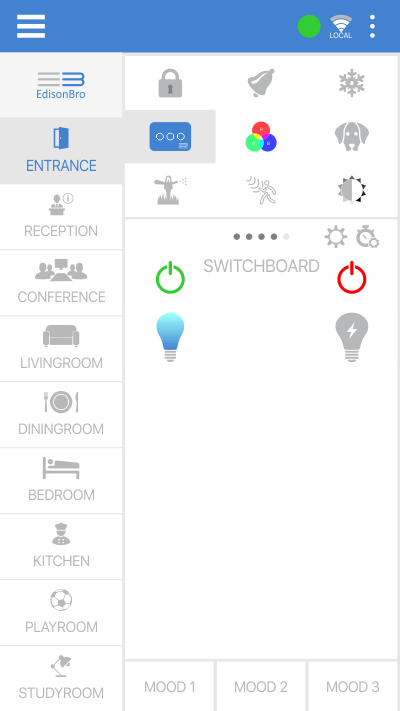 LOCAL
EdisonBro
ENTRANCE
RECEPTION
CONFERENCE
LIVINGROOM
DININGROOM
BEDROOM
KITCHEN
PLAYROOM
STUDYROOM
SWITCHBOARD
MOOD 1
MOOD 2
MOOD 3